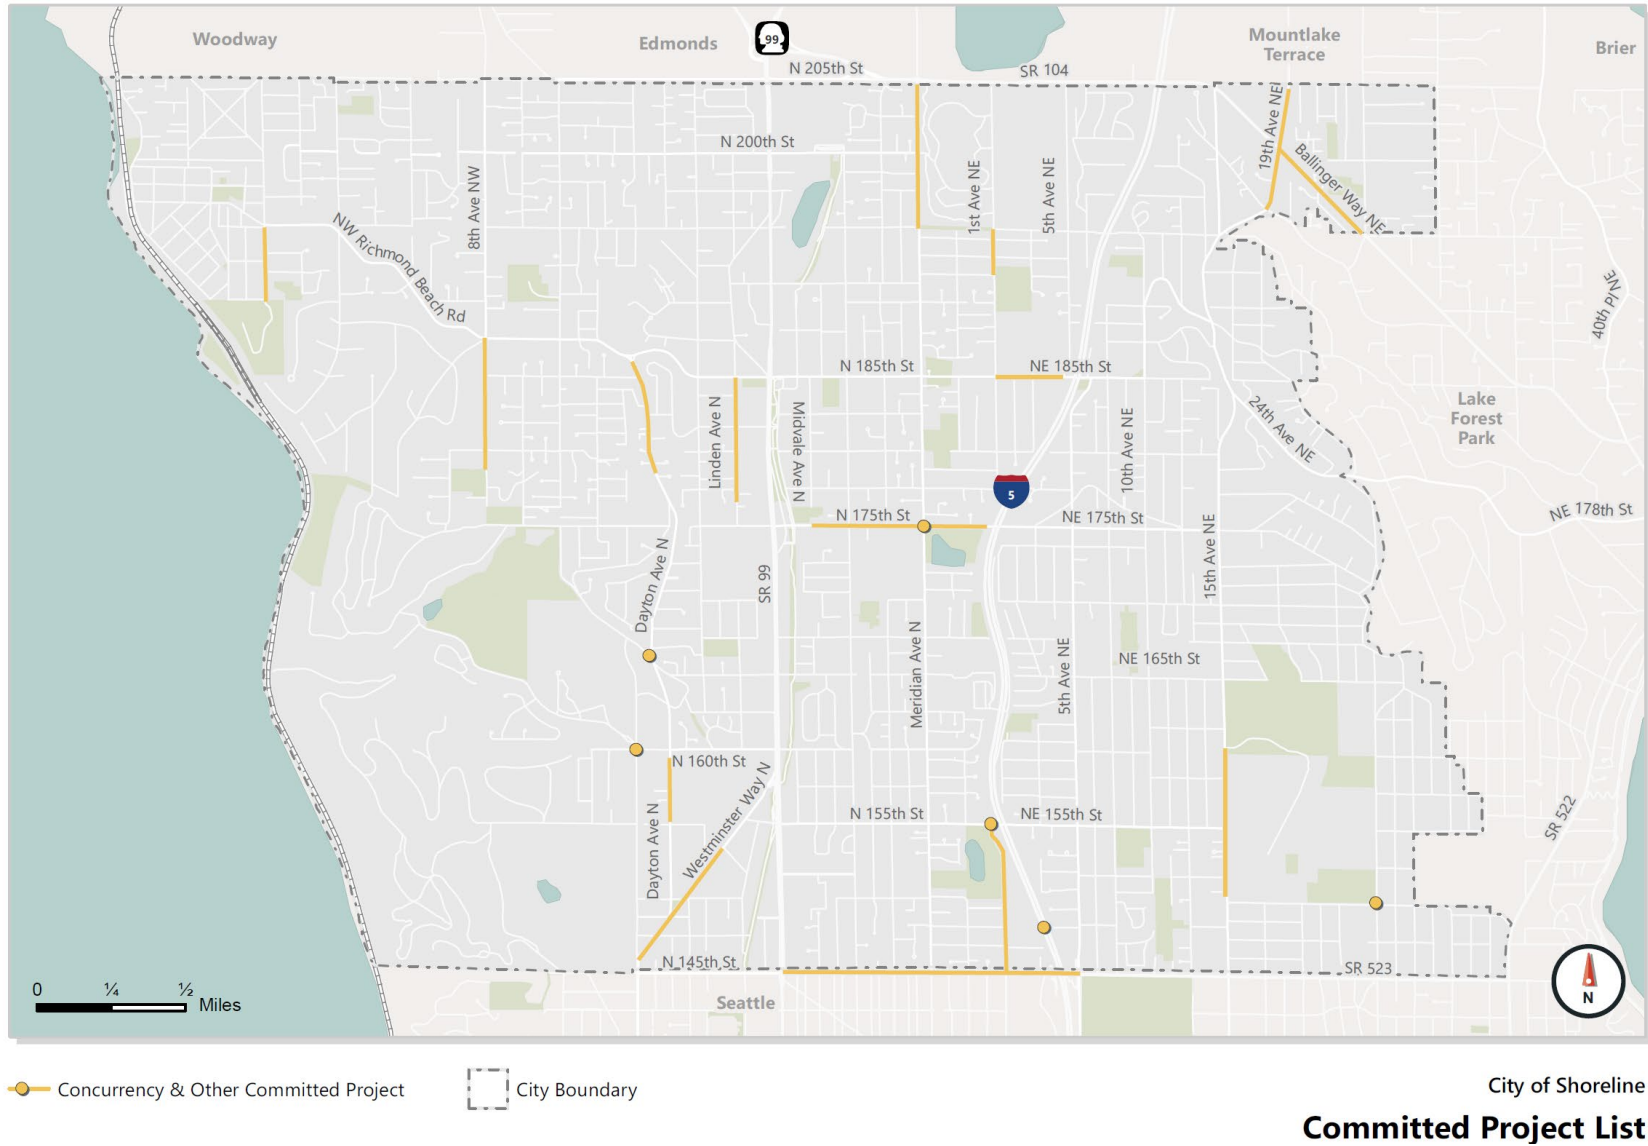 Woodway
Edmonds
99
Mountlake
Terrace
Brier
N 205th St
SR 104
N 200th St
19th Ave NE
Ballinger Way NE
8th Ave NW
1st Ave NE
5th Ave NE
NW Richmond Beach Rd
40th Pl NE
N 185th St
NE 185th St
Linden Ave N
Midvale Ave N
10th Ave NE
24th Ave NE
Lake
Forest
Park
5
N 175th St
NE 175th St
NE 178th St
Dayton Ave N
SR 99
15th Ave NE
Meridian Ave N
5th Ave NE
NE 165th St
N 160th St
Westminster Way N
Dayton Ave N
N 155th St
NE 155th St
SR 522
N 145th St
SR 523
Seattle
0 ¼ ½ Miles
N
Concurrency & Other Committed Project
City Boundary
City of Shoreline
Committed Project List